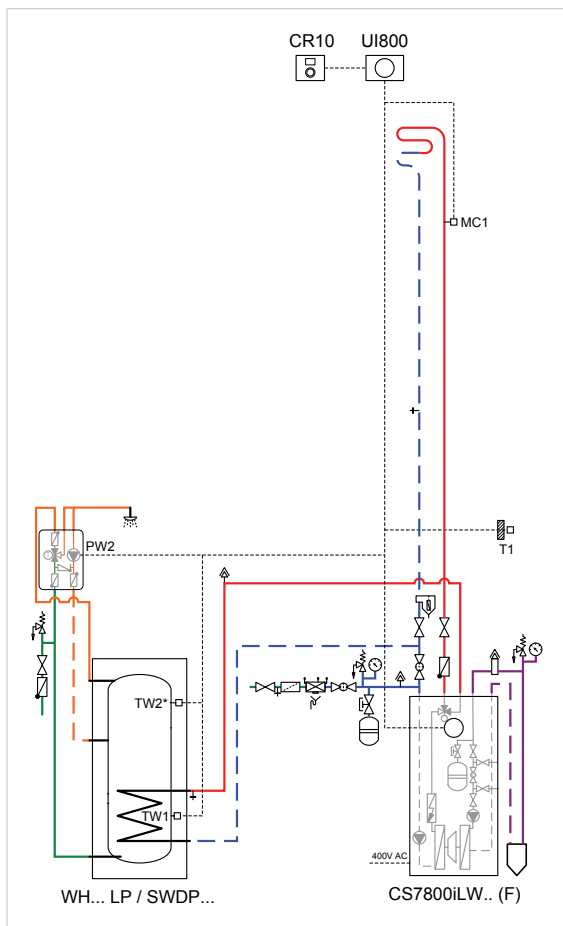 CR10 UI800
MC1
T1
PW2
TW2*
TW1
400V AC
WH... LP / SWDP...
CS7800iLW.. (F)